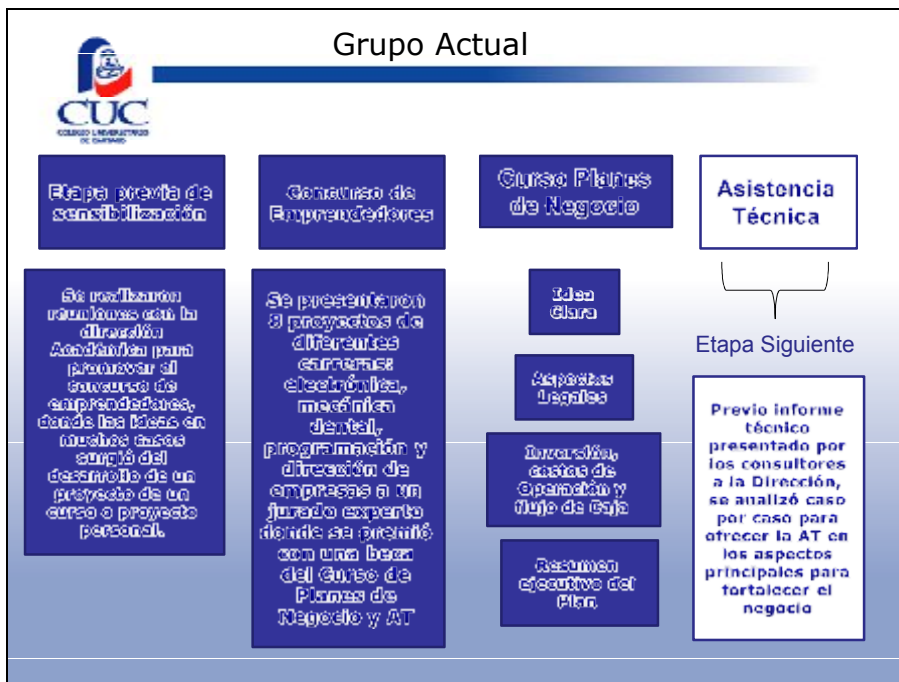 Grupo Actual
CUC
COLEGIO UNIVERSITARIO
DE CARTAGO
Etapa previa de
sensibilización
Se realizaron
reuniones con la
dirección
Académica para
promover el
concurso de
emprendedores,
donde las ideas en
muchos casos
surgió del
desarrollo de un
proyecto de un
curso o proyecto
personal.
Concurso de
Emprendedores
Se presentaron
8 proyectos de
diferentes
carreras:
electrónica,
mecánica
dental,
programación y
dirección de
empresas a un
jurado experto
donde se premió
con una beca
del Curso de
Planes de
Negocio y AT
Curso Planes
de Negocio
Idea
Clara
Aspectos
Legales
Inversión,
costos de
Operación y
flujo de Caja
Resumen
ejecutivo del
Plan
Asistencia
Técnica
Etapa Siguiente
Previo informe
técnico
presentado por
los consultores
a la Dirección,
se analizó caso
por caso para
ofrecer la AT en
los aspectos
principales para
fortalecer el
negocio